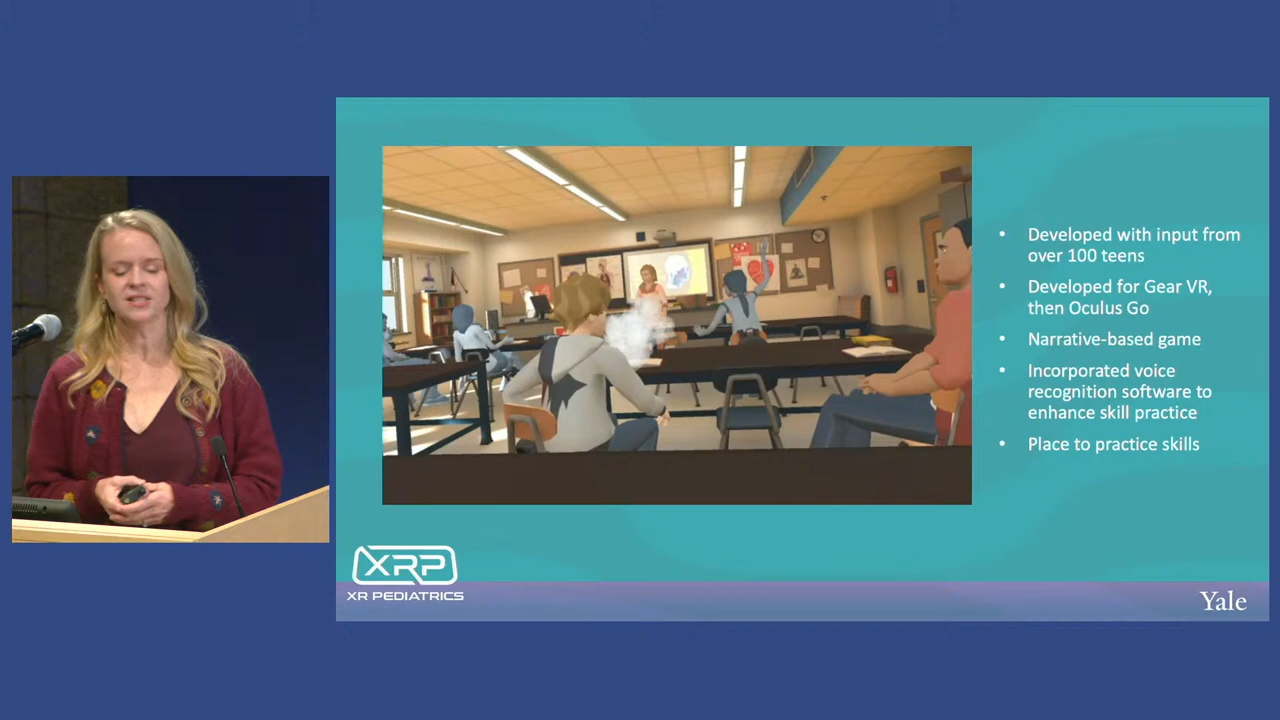 • Developed with input from
over 100 teens
• Developed for Gear VR,
then Oculus Go
• Narrative-based game
• Incorporated voice
recognition software to
enhance skill practice
• Place to practice skills
XRP
XR PEDIATRICS
Yale